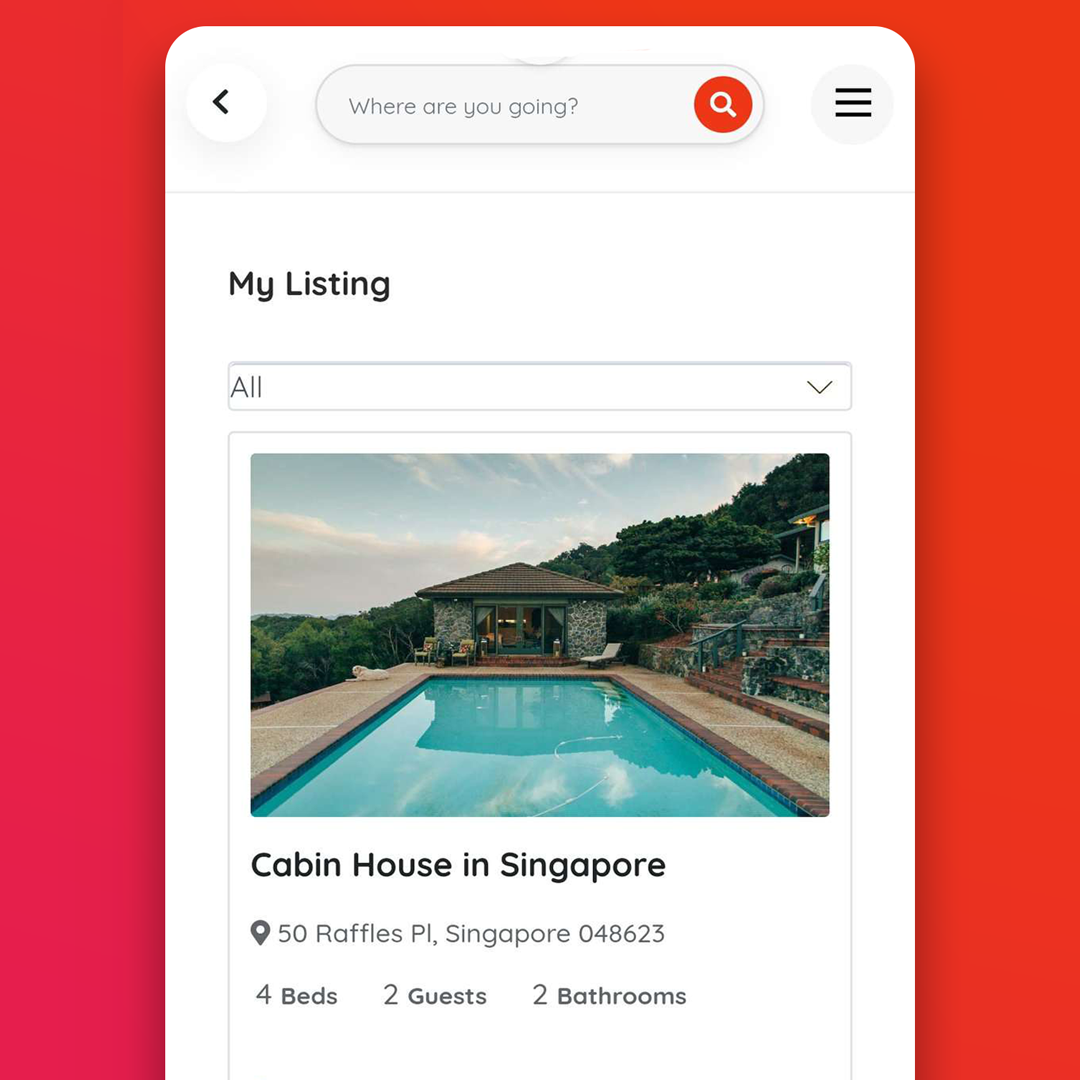 Where are you going?
My Listing
All
Cabin House in Singapore
50 Raffles Pl, Singapore 048623
4 Beds 2 Guests 2 Bathrooms